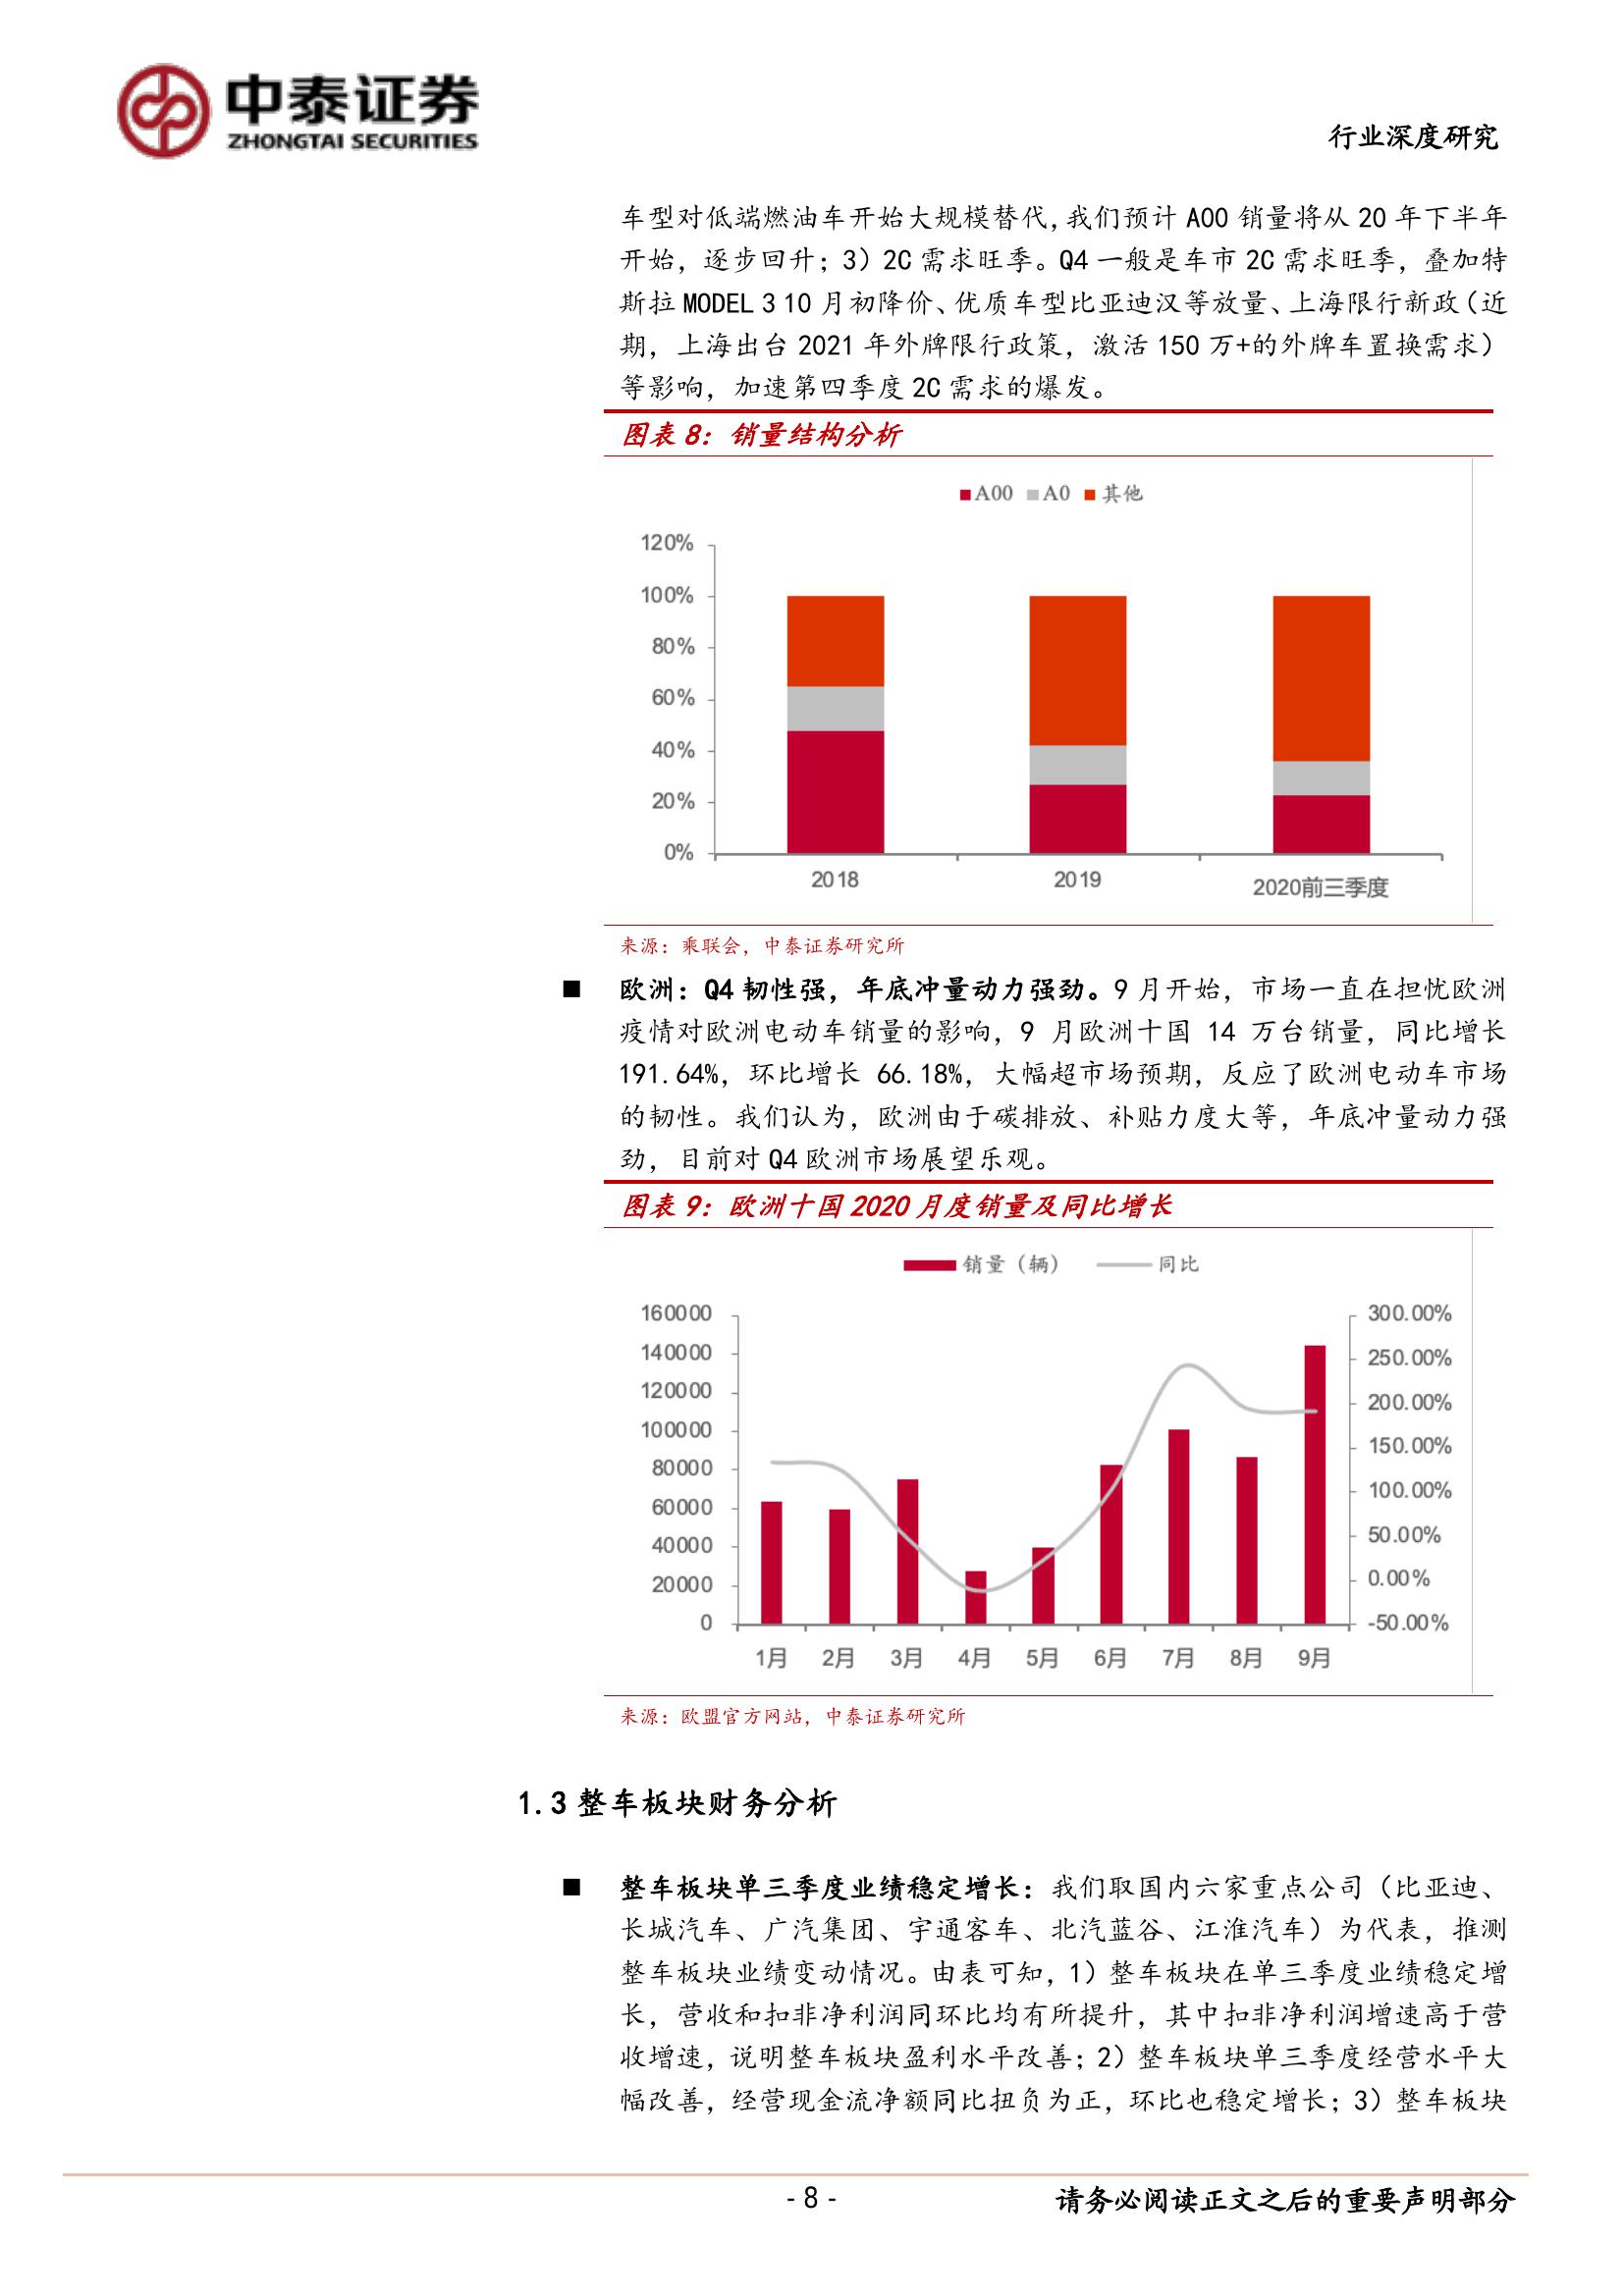 中泰证券
ZHONGTAI SECURITIES
行业深度研究
车型对低端燃油车开始大规模替代，我们预计 A00 销量将从 20 年下半年
开始，逐步回升；3）2C 需求旺季。Q4 一般是车市 2C 需求旺季，叠加特
斯拉 MODEL 3 10 月初降价、优质车型比亚迪汉等放量、上海限行新政（近
期，上海出台 2021 年外牌限行政策，激活 150 万+的外牌车置换需求）
等影响，加速第四季度 2C 需求的爆发。
图表 8：销量结构分析
A00 A0 其他
120%
100%
80%
60%
40%
20%
0%
2018 2019 2020前三季度
来源：乘联会，中泰证券研究所
■ 欧洲：Q4 韧性强，年底冲量动力强劲。9 月开始，市场一直在担忧欧洲
疫情对欧洲电动车销量的影响，9 月欧洲十国 14 万台销量，同比增长
191.64%，环比增长 66.18%，大幅超市场预期，反应了欧洲电动车市场
的韧性。我们认为，欧洲由于碳排放、补贴力度大等，年底冲量动力强
劲，目前对 Q4 欧洲市场展望乐观。
图表 9：欧洲十国 2020 月度销量及同比增长
销量（辆） 同比
160000 300.00%
140000 250.00%
120000 200.00%
100000 150.00%
80000 100.00%
60000 50.00%
40000 0.00%
20000 -50.00%
0
1月 2月 3月 4月 5月 6月 7月 8月 9月
来源：欧盟官方网站，中泰证券研究所
1.3 整车板块财务分析
■ 整车板块单三季度业绩稳定增长：我们取国内六家重点公司（比亚迪、
长城汽车、广汽集团、宇通客车、北汽蓝谷、江淮汽车）为代表，推测
整车板块业绩变动情况。由表可知，1）整车板块在单三季度业绩稳定增
长，营收和扣非净利润同环比均有所提升，其中扣非净利润增速高于营
收增速，说明整车板块盈利水平改善；2）整车板块单三季度经营水平大
幅改善，经营现金流净额同比扭负为正，环比也稳定增长；3）整车板块
- 8 -
请务必阅读正文之后的重要声明部分